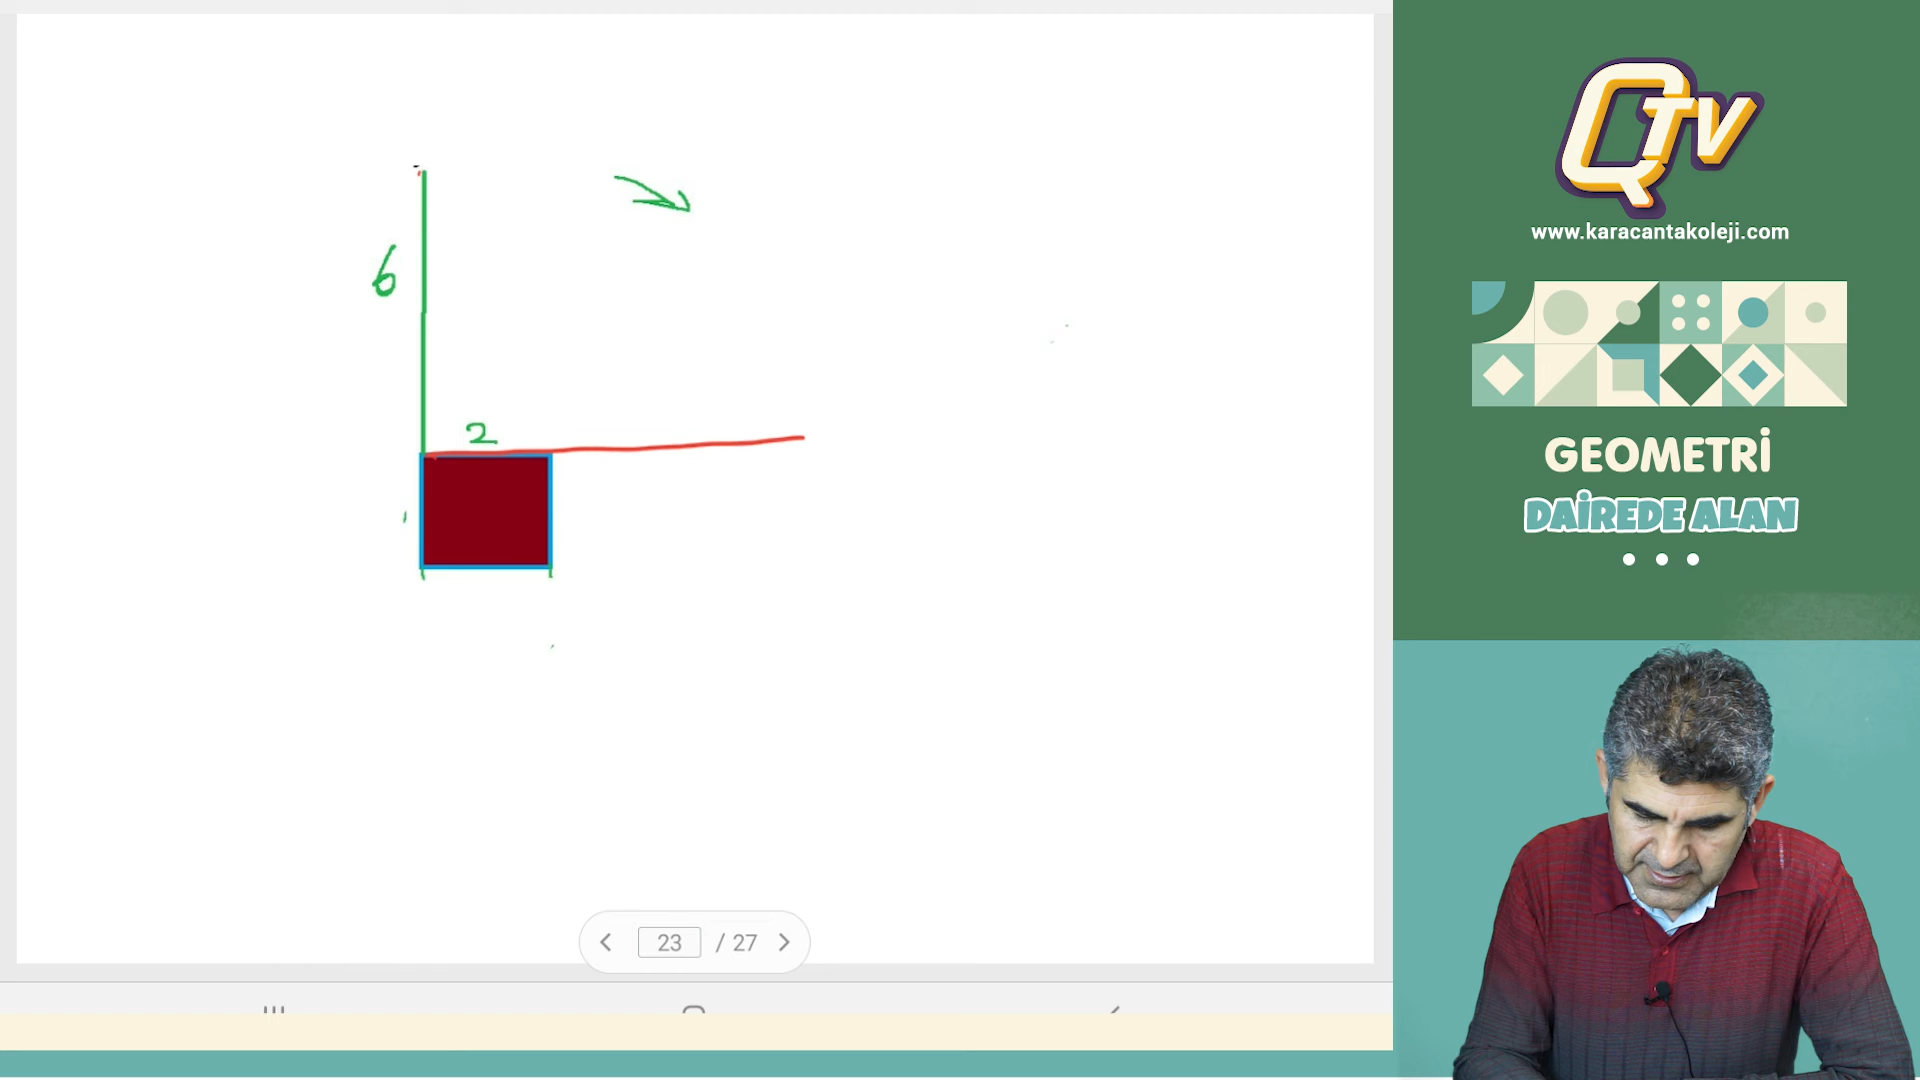 6
2
23 / 27
QTV
www.karacantakoleji.com
GEOMETRİ
DAİREDE ALAN